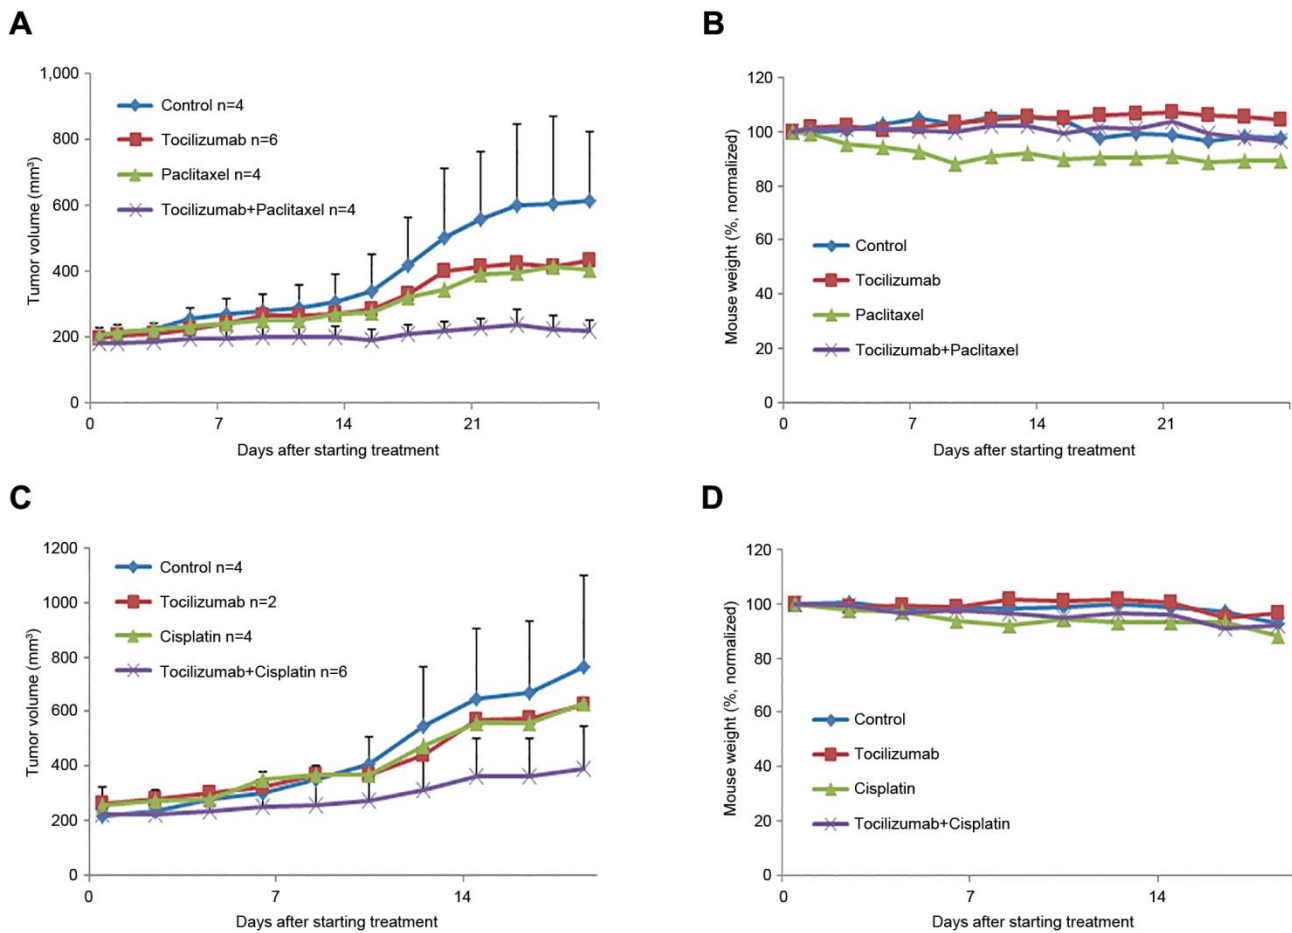 A
Tumor volume (mm³)
1,000
800
600
400
200
0
0
7
14
21
Days after starting treatment
Control n=4
Tocilizumab n=6
Paclitaxel n=4
Tocilizumab+Paclitaxel n=4
B
Mouse weight (%, normalized)
120
100
80
60
40
20
0
0
7
14
21
Days after starting treatment
Control
Tocilizumab
Paclitaxel
Tocilizumab+Paclitaxel
C
Tumor volume (mm³)
1200
1000
800
600
400
200
0
0
7
14
Days after starting treatment
Control n=4
Tocilizumab n=2
Cisplatin n=4
Tocilizumab+Cisplatin n=6
D
Mouse weight (%, normalized)
120
100
80
60
40
20
0
0
7
14
Days after starting treatment
Control
Tocilizumab
Cisplatin
Tocilizumab+Cisplatin